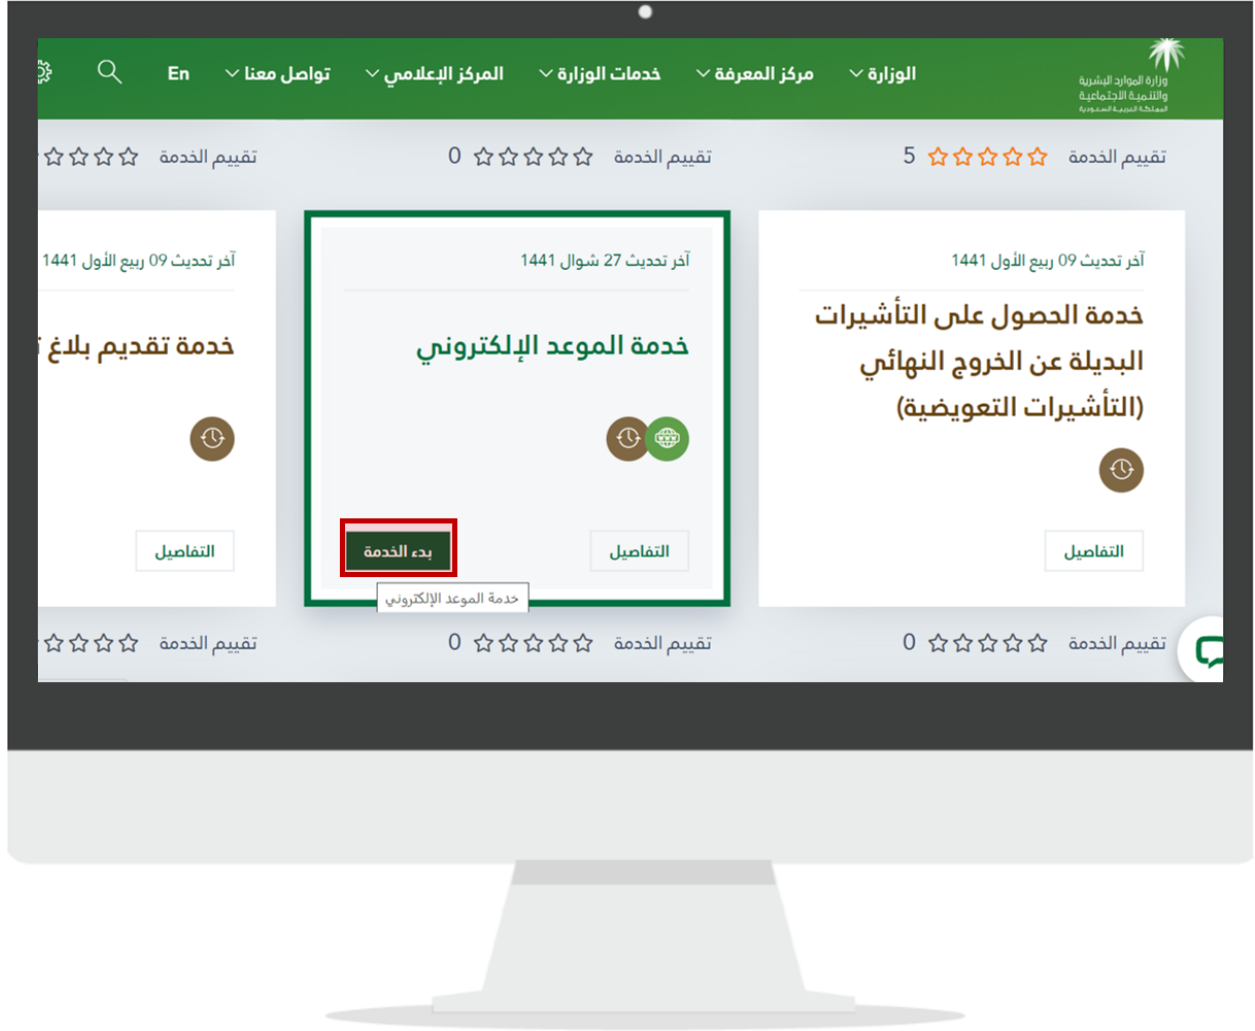 وزارة الموارد البشرية
والتنمية الاجتماعية
المملكة العربية السعودية
الوزارة
مركز المعرفة
خدمات الوزارة
المركز الإعلامي
تواصل معنا
En
تقييم الخدمة 5
تقييم الخدمة 0
تقييم الخدمة
آخر تحديث 09 ربيع الأول 1441
خدمة الحصول على التأشيرات
البديلة عن الخروج النهائي
(التأشيرات التعويضية)
التفاصيل
آخر تحديث 27 شوال 1441
خدمة الموعد الإلكتروني
التفاصيل
بدء الخدمة
خدمة الموعد الإلكتروني
آخر تحديث 09 ربيع الأول 1441
خدمة تقديم بلاغ
التفاصيل
تقييم الخدمة 0
تقييم الخدمة 0
تقييم الخدمة